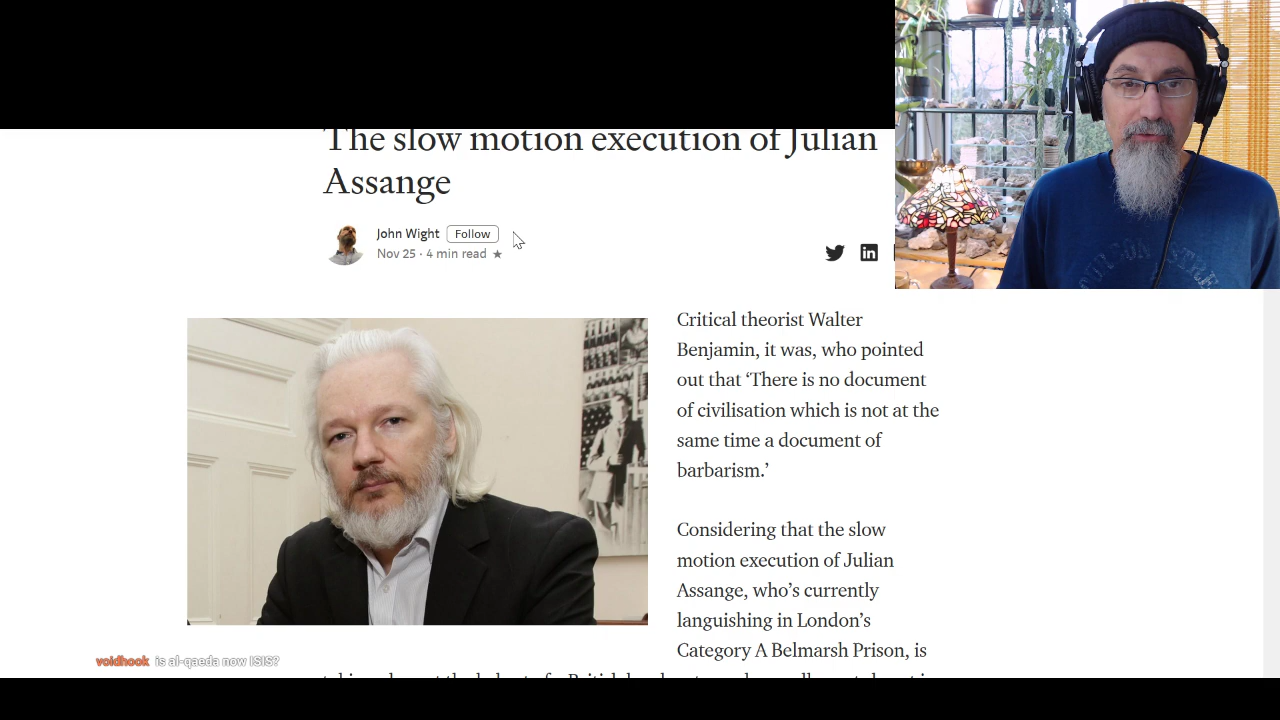 The slow motion execution of Julian
Assange
John Wight Follow
Nov 25 · 4 min read ★
Critical theorist Walter
Benjamin, it was, who pointed
out that ‘There is no document
of civilisation which is not at the
same time a document of
barbarism.’
Considering that the slow
motion execution of Julian
Assange, who’s currently
languishing in London’s
Category A Belmarsh Prison, is
voidhook is al-qaeda now ISIS?